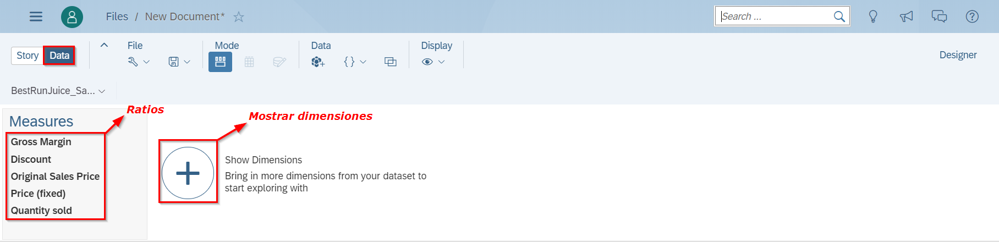 Files / New Document*
Search ...
Story Data
File
Mode
Data
Display
Designer
BestRunJuice_Sa...
Ratios
Mostrar dimensiones
Measures
Gross Margin
Discount
Original Sales Price
Price (fixed)
Quantity sold
Show Dimensions
Bring in more dimensions from your dataset to
start exploring with